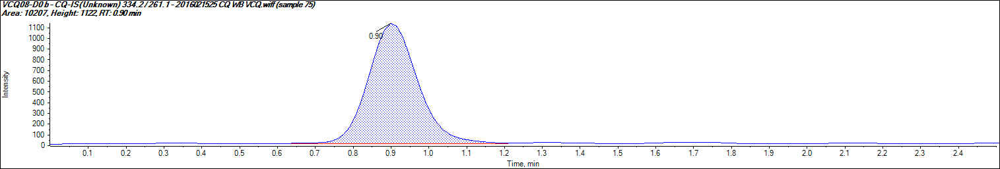 VCQ08-D0 b - CQ-IS (Unknown) 334.2 / 261.1 - 2016021525 CQ WB VCQ.wiff (sample 75)
Area: 10207, Height: 1122, RT: 0.90 min
1100
0.90
1000
900
800
700
600
500
400
300
200
100
0
Intensity
0.1 0.2 0.3 0.4 0.5 0.6 0.7 0.8 0.9 1.0 1.1 1.2 1.3 1.4 1.5 1.6 1.7 1.8 1.9 2.0 2.1 2.2 2.3 2.4
Time, min